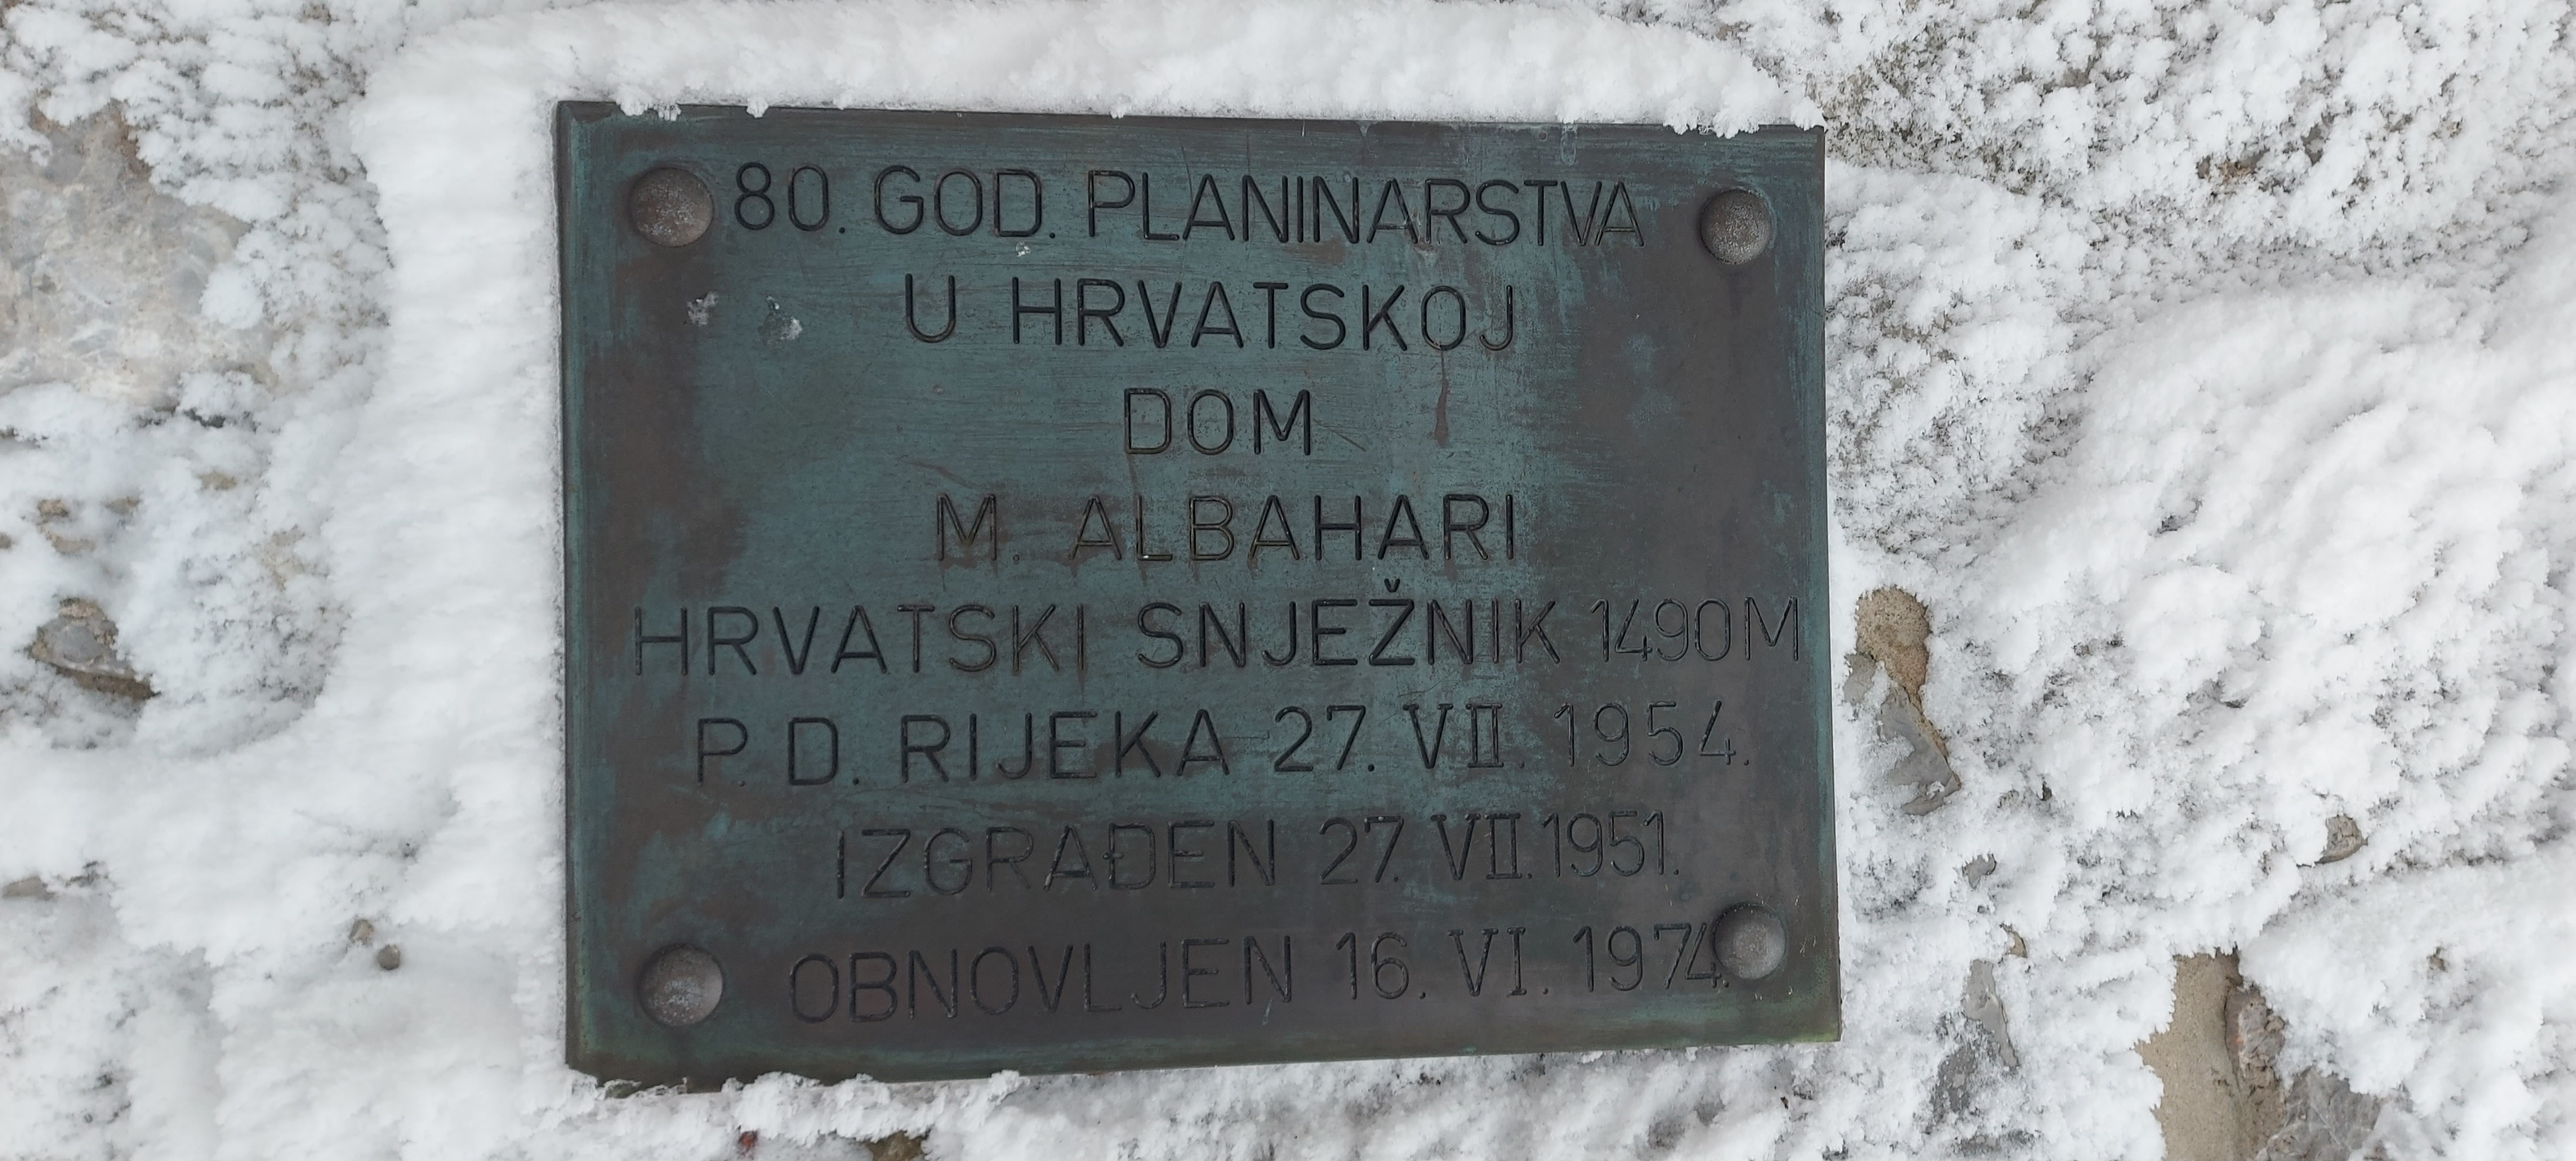 80. GOD. PLANINARSTVA
U HRVATSKOJ
DOM
M. ALBAHARI
HRVATSKI SNJEŽNIK 1490M
P. D. RIJEKA 27. VII. 1954.
IZGRAĐEN 27. VII. 1951.
OBNOVLJEN 16. VI. 1974.